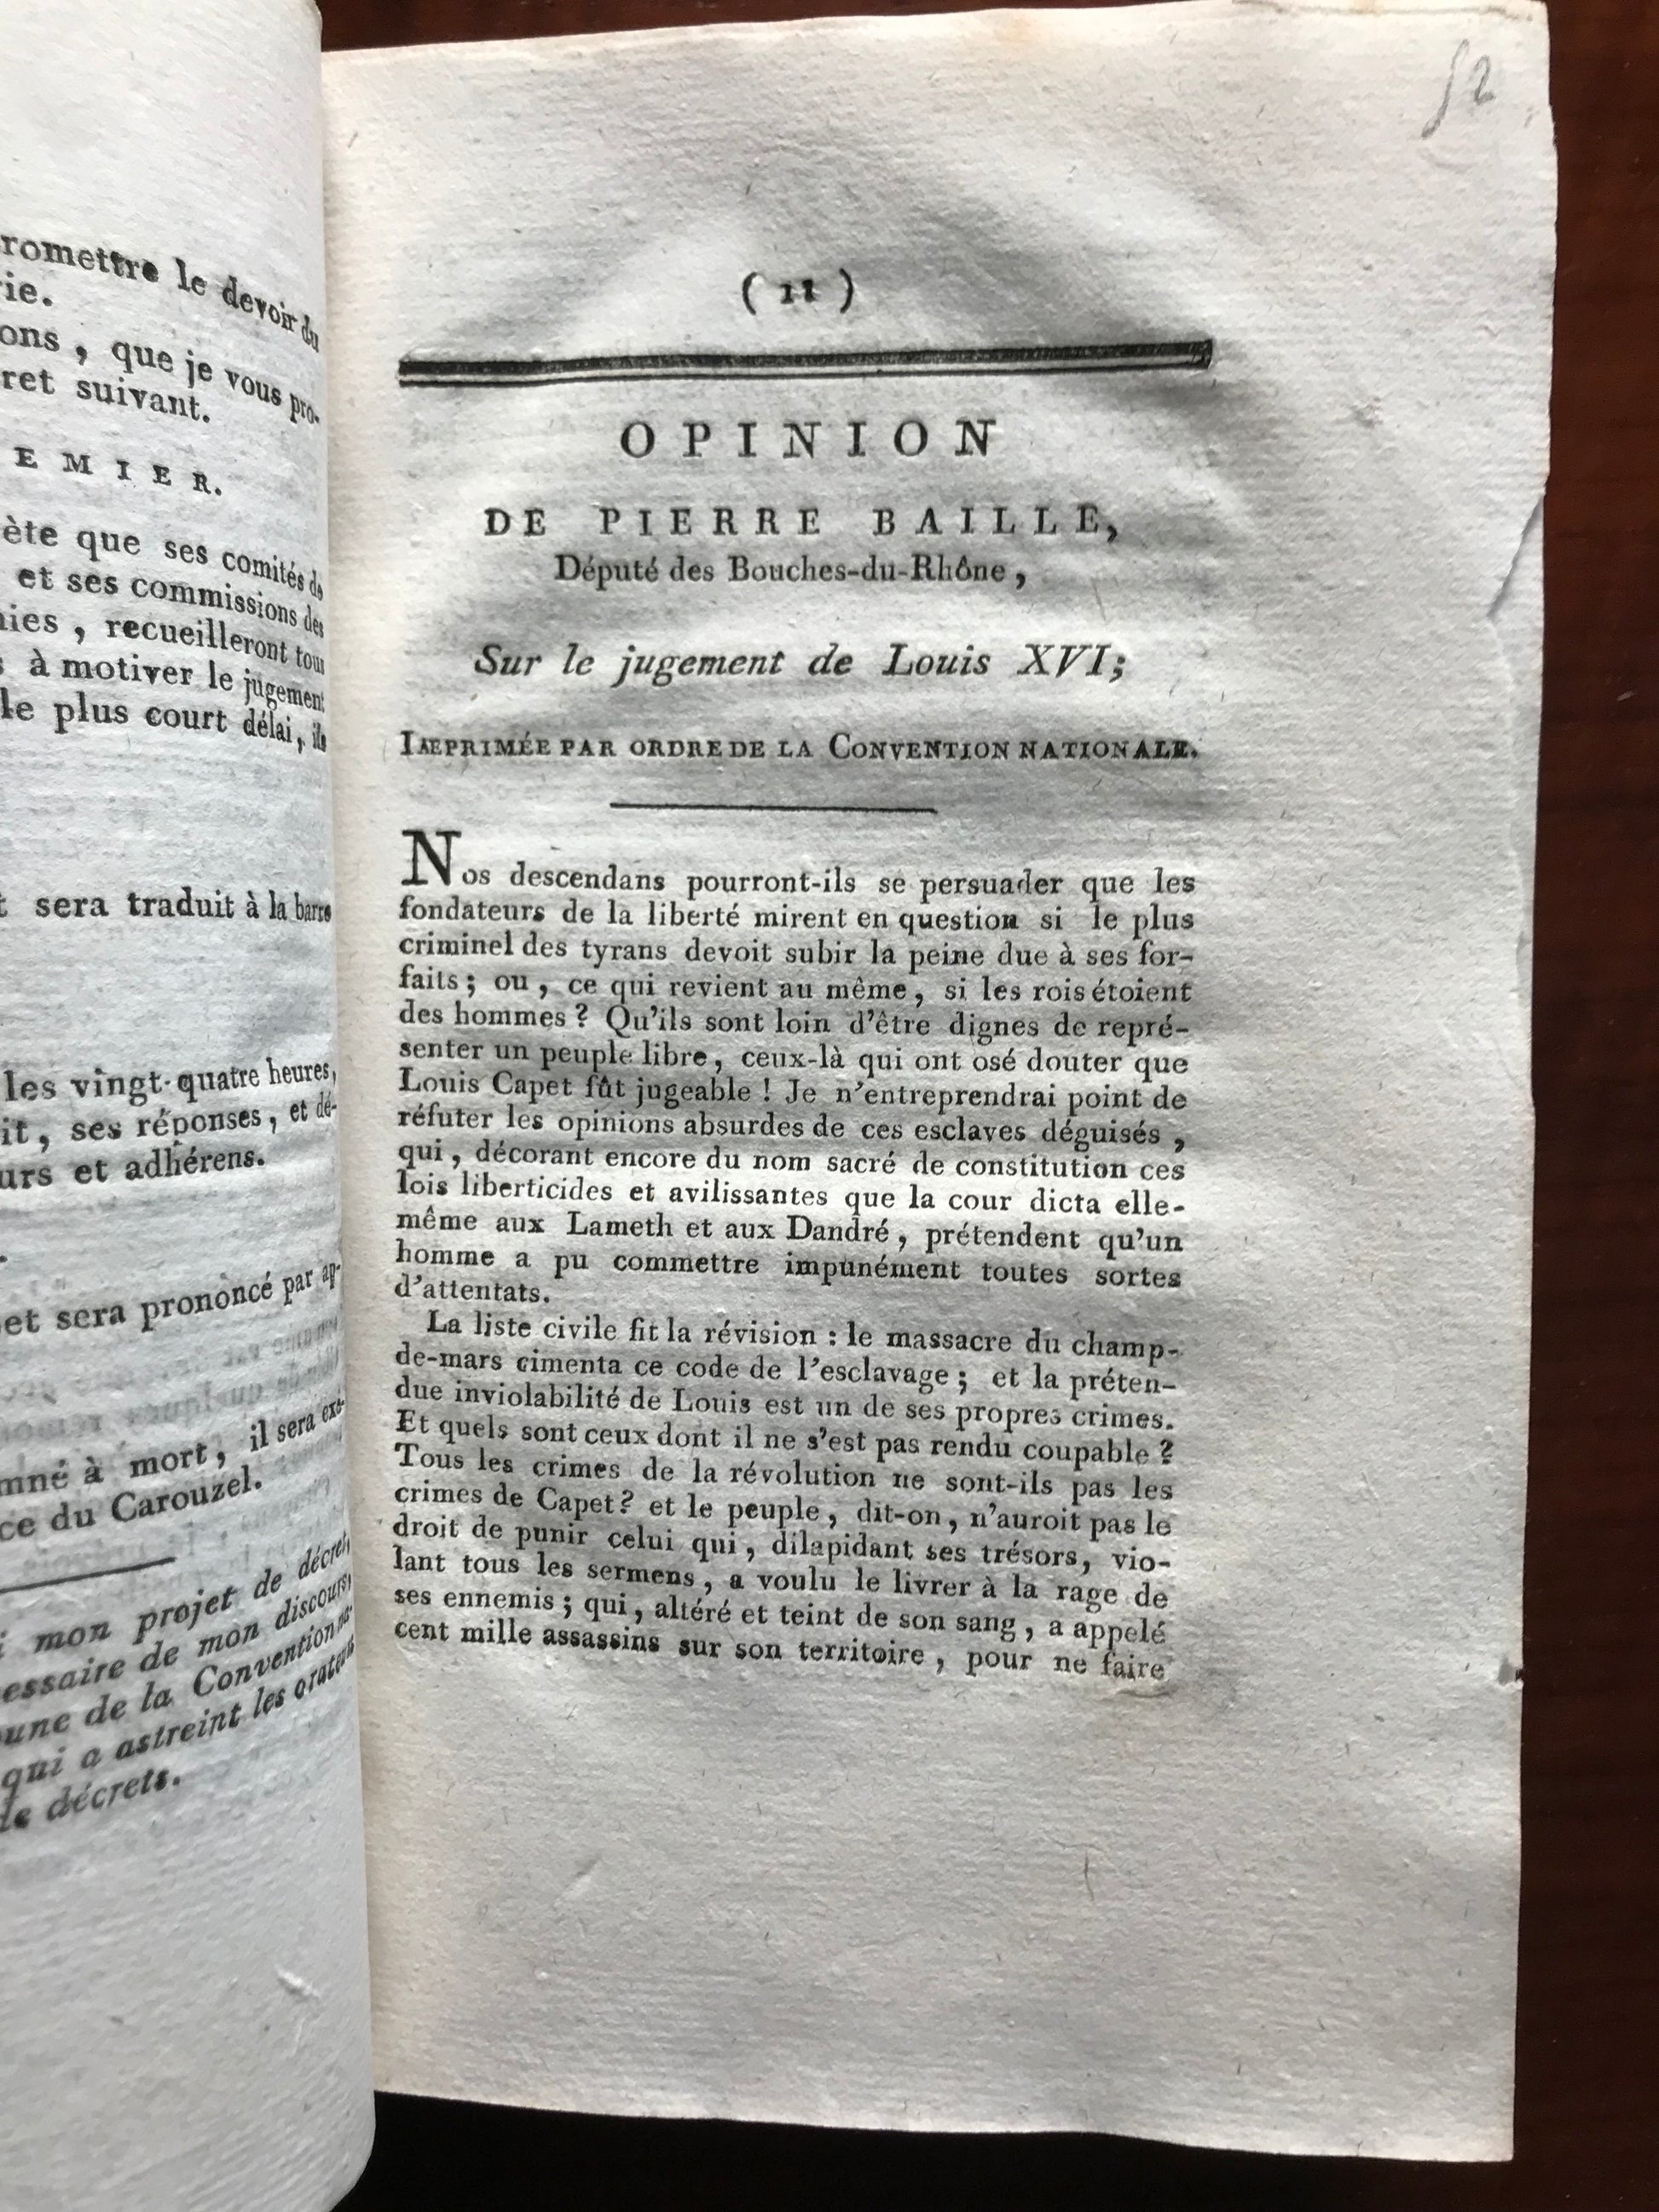 romettre le devoir du
ie.
ons , que je vous pro-
ret suivant.
E M I E R.
ète que ses comités de
et ses commissions des
nies , recueilleront tous
s à motiver le jugement
le plus court délai, ils
t sera traduit à la barre
les vingt-quatre heures,
it, ses réponses, et dé-
urs et adhérens.
et sera prononcé par ap-
mné à mort, il sera exé-
ce du Carouzel.
i mon projet de décret,
essaire de mon discours,
une de la Convention na-
qui a astreint les orateurs
de décrets.
52
( 11 )
OPINION
DE PIERRE BAILLE,
Député des Bouches-du-Rhône ,
Sur le jugement de Louis XVI;
IMPRIMÉE PAR ORDRE DE LA CONVENTION NATIONALE.
Nos descendans pourront-ils se persuader que les
fondateurs de la liberté mirent en question si le plus
criminel des tyrans devoit subir la peine due à ses for-
faits ; ou , ce qui revient au même , si les rois étoient
des hommes ? Qu'ils sont loin d'être dignes de repré-
senter un peuple libre , ceux-là qui ont osé douter que
Louis Capet fût jugeable ! Je n'entreprendrai point de
réfuter les opinions absurdes de ces esclaves déguisés ,
qui , décorant encore du nom sacré de constitution ces
lois liberticides et avilissantes que la cour dicta elle-
même aux Lameth et aux Dandré , prétendent qu'un
homme a pu commettre impunément toutes sortes
d'attentats.
La liste civile fit la révision : le massacre du champ-
de-mars cimenta ce code de l'esclavage ; et la préten-
due inviolabilité de Louis est un de ses propres crimes.
Et quels sont ceux dont il ne s'est pas rendu coupable ?
Tous les crimes de la révolution ne sont-ils pas les
crimes de Capet ? et le peuple , dit-on , n'auroit pas le
droit de punir celui qui , dilapidant ses trésors, vio-
lant tous les sermens , a voulu le livrer à la rage de
ses ennemis ; qui , altéré et teint de son sang , a appelé
cent mille assassins sur son territoire , pour ne faire